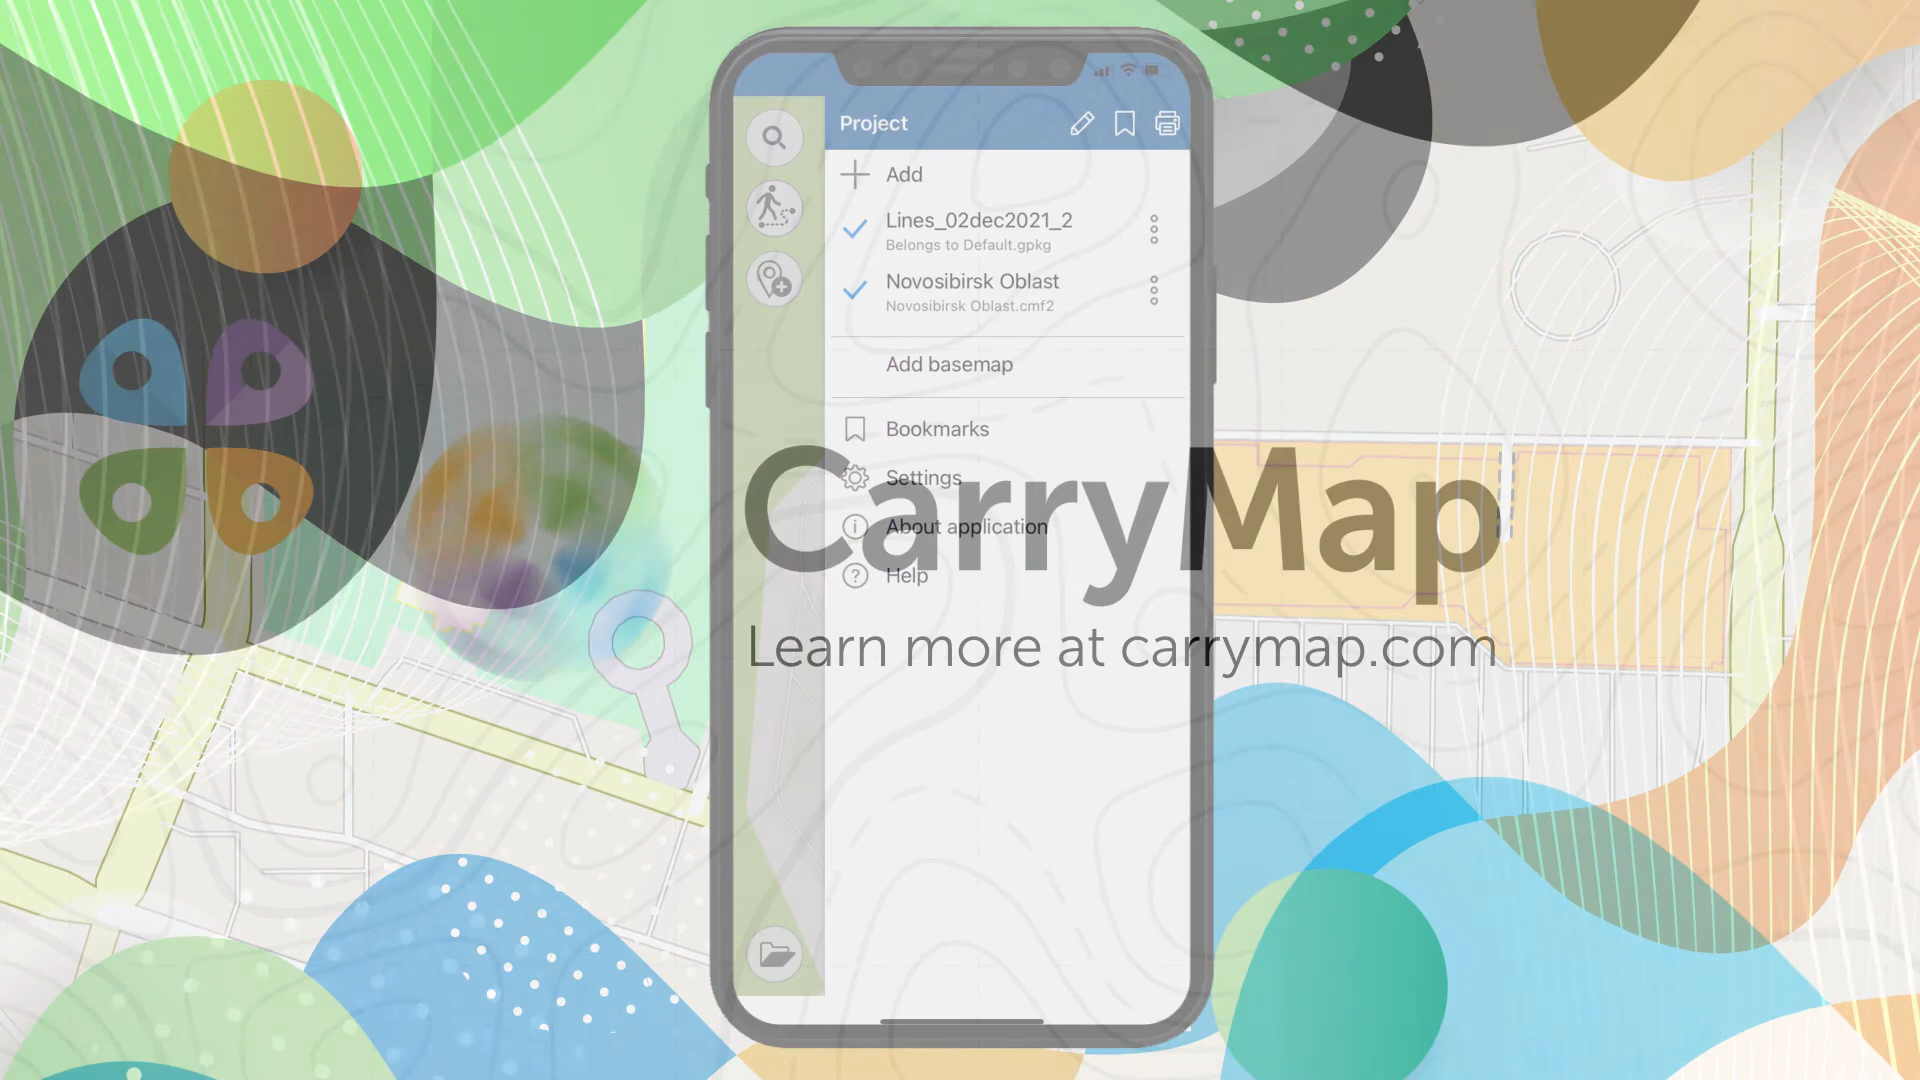 Project
Add
Lines_02dec2021_2
Belongs to Default.gpkg
Novosibirsk Oblast
Novosibirsk Oblast.cmf2
Add basemap
Bookmarks
Settings
About application
Help
CarryMap
Learn more at carrymap.com